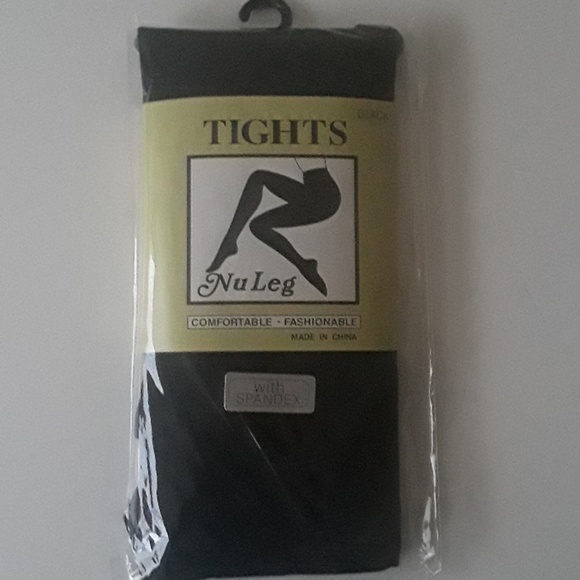 BLACK
TIGHTS
NuLeg
COMFORTABLE - FASHIONABLE
MADE IN CHINA
with
SPANDEX